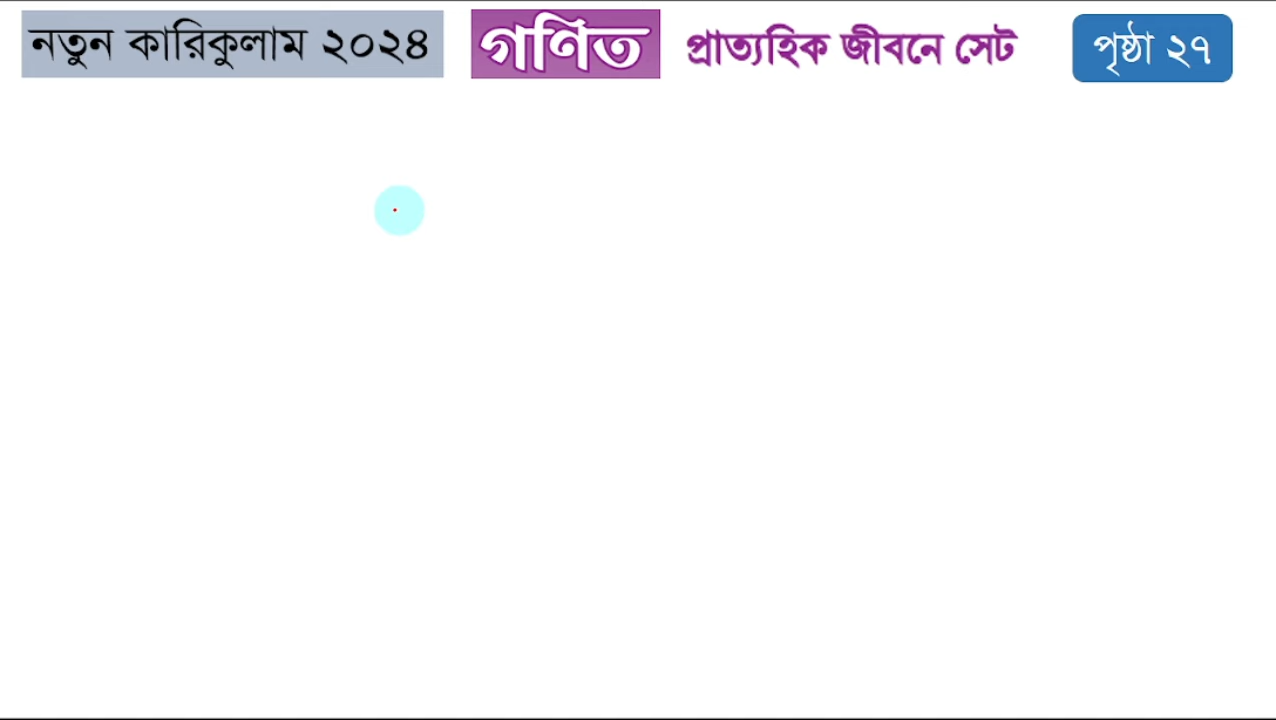 নতুন কারিকুলাম ২০২৪ গণিত প্রাত্যহিক জীবনে সেট পৃষ্ঠা ২৭